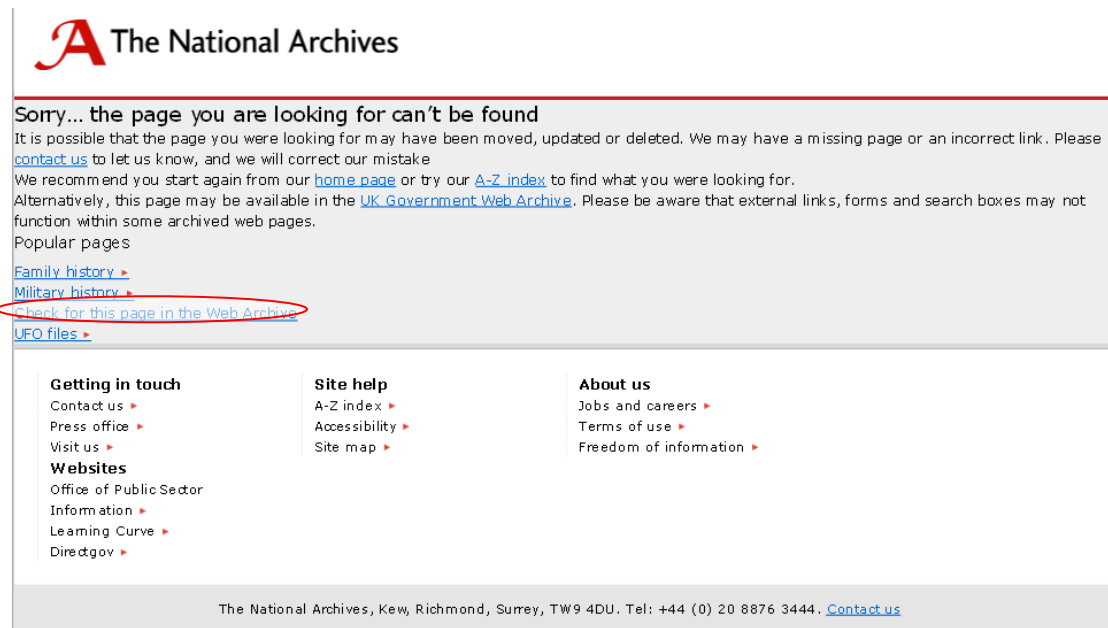 A The National Archives
Sorry... the page you are looking for can't be found
It is possible that the page you were looking for may have been moved, updated or deleted. We may have a missing page or an incorrect link. Please
contact us to let us know, and we will correct our mistake
We recommend you start again from our home page or try our A-Z index to find what you were looking for.
Alternatively, this page may be available in the UK Government Web Archive. Please be aware that external links, forms and search boxes may not
function within some archived web pages.
Popular pages
Family history
Military history
Check for this page in the Web Archive
UFO files
Getting in touch
Contact us
Press office
Visit us
Websites
Office of Public Sector
Information
Learning Curve
Directgov
Site help
A-Z index
Accessibility
Site map
About us
Jobs and careers
Terms of use
Freedom of information
The National Archives, Kew, Richmond, Surrey, TW9 4DU. Tel: +44 (0) 20 8876 3444. Contact us